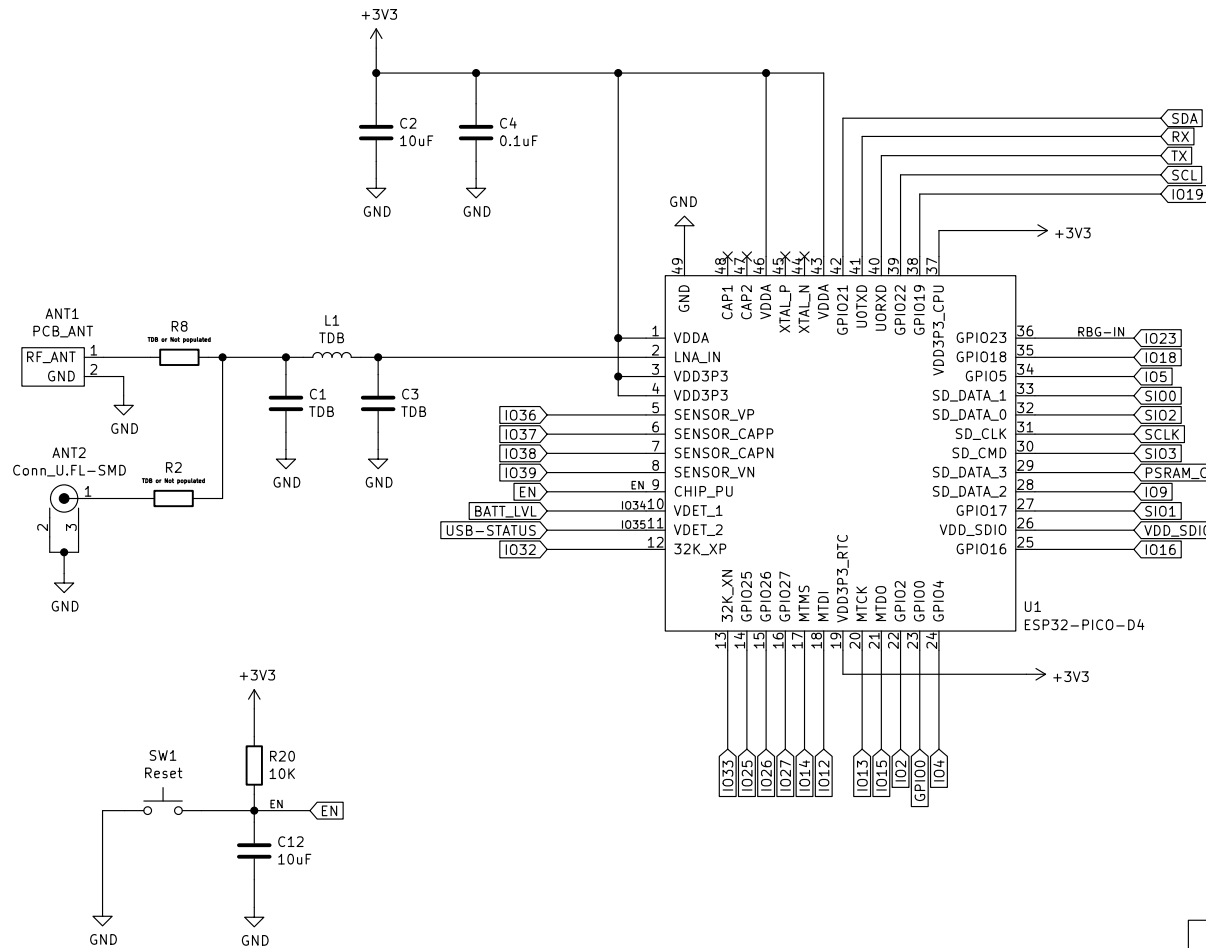 +3V3
C2
10uF
C4
0.1uF
GND
GND
GND
SDA
RX
TX
SCL
IO19
+3V3
49
48
47
46
45
44
43
42
41
40
39
38
37
GND
CAP1
CAP2
VDDA
XTAL_P
XTAL_N
VDDA
GPIO21
U0TXD
U0RXD
GPIO22
GPIO19
VDD3P3_CPU
ANT1
PCB_ANT
RF_ANT 1
GND 2
GND
R8
TDB or Not populated
L1
TDB
C1
TDB
GND
C3
TDB
GND
ANT2
Conn_U.FL-SMD
1
2
3
GND
R2
TDB or Not populated
1 VDDA
2 LNA_IN
3 VDD3P3
4 VDD3P3
IO36 5 SENSOR_VP
IO37 6 SENSOR_CAPP
IO38 7 SENSOR_CAPN
IO39 8 SENSOR_VN
EN EN 9 CHIP_PU
BATT_LVL IO34 10 VDET_1
USB-STATUS IO35 11 VDET_2
IO32 12 32K_XP
GPIO23 36 RBG-IN IO23
GPIO18 35 IO18
GPIO5 34 IO5
SD_DATA_1 33 SIO0
SD_DATA_0 32 SIO2
SD_CLK 31 SCLK
SD_CMD 30 SIO3
SD_DATA_3 29 PSRAM_C
SD_DATA_2 28 IO9
GPIO17 27 SIO1
VDD_SDIO 26 VDD_SDIO
GPIO16 25 IO16
32K_XN
GPIO25
GPIO26
GPIO27
MTMS
MTDI
VDD3P3_RTC
MTCK
MTDO
GPIO2
GPIO0
GPIO4
U1
ESP32-PICO-D4
13
14
15
16
17
18
19
20
21
22
23
24
+3V3
IO33
IO25
IO26
IO27
IO14
IO12
IO13
IO15
IO2
GPIO0
IO4
+3V3
R20
10K
SW1
Reset
EN
EN
C12
10uF
GND
GND